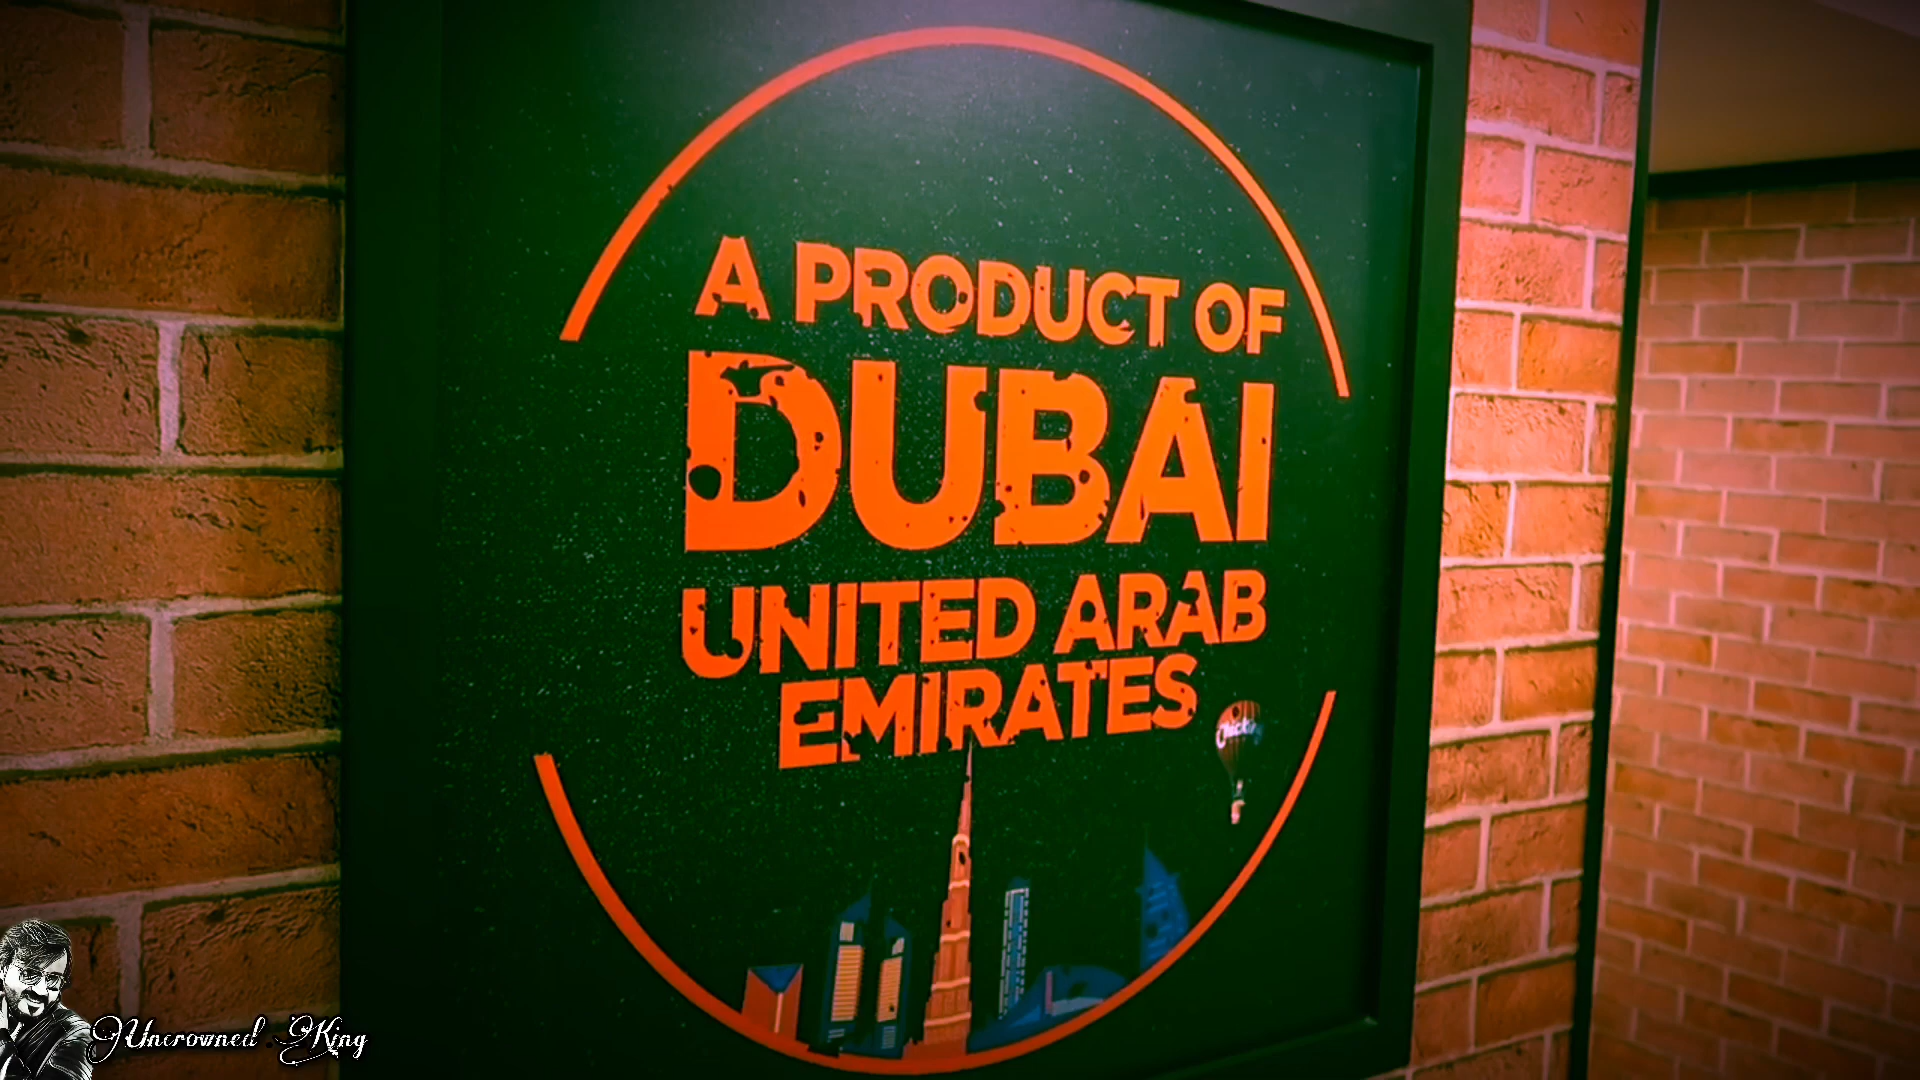 A PRODUCT OF
DUBAI
UNITED ARAB
EMIRATES
Uncrowned King